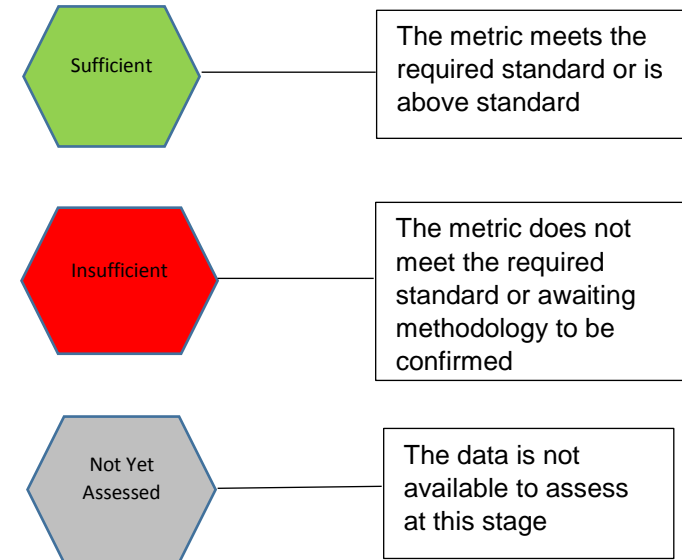 Sufficient
The metric meets the
required standard or is
above standard
Insufficient
The metric does not
meet the required
standard or awaiting
methodology to be
confirmed
Not Yet
Assessed
The data is not
available to assess
at this stage